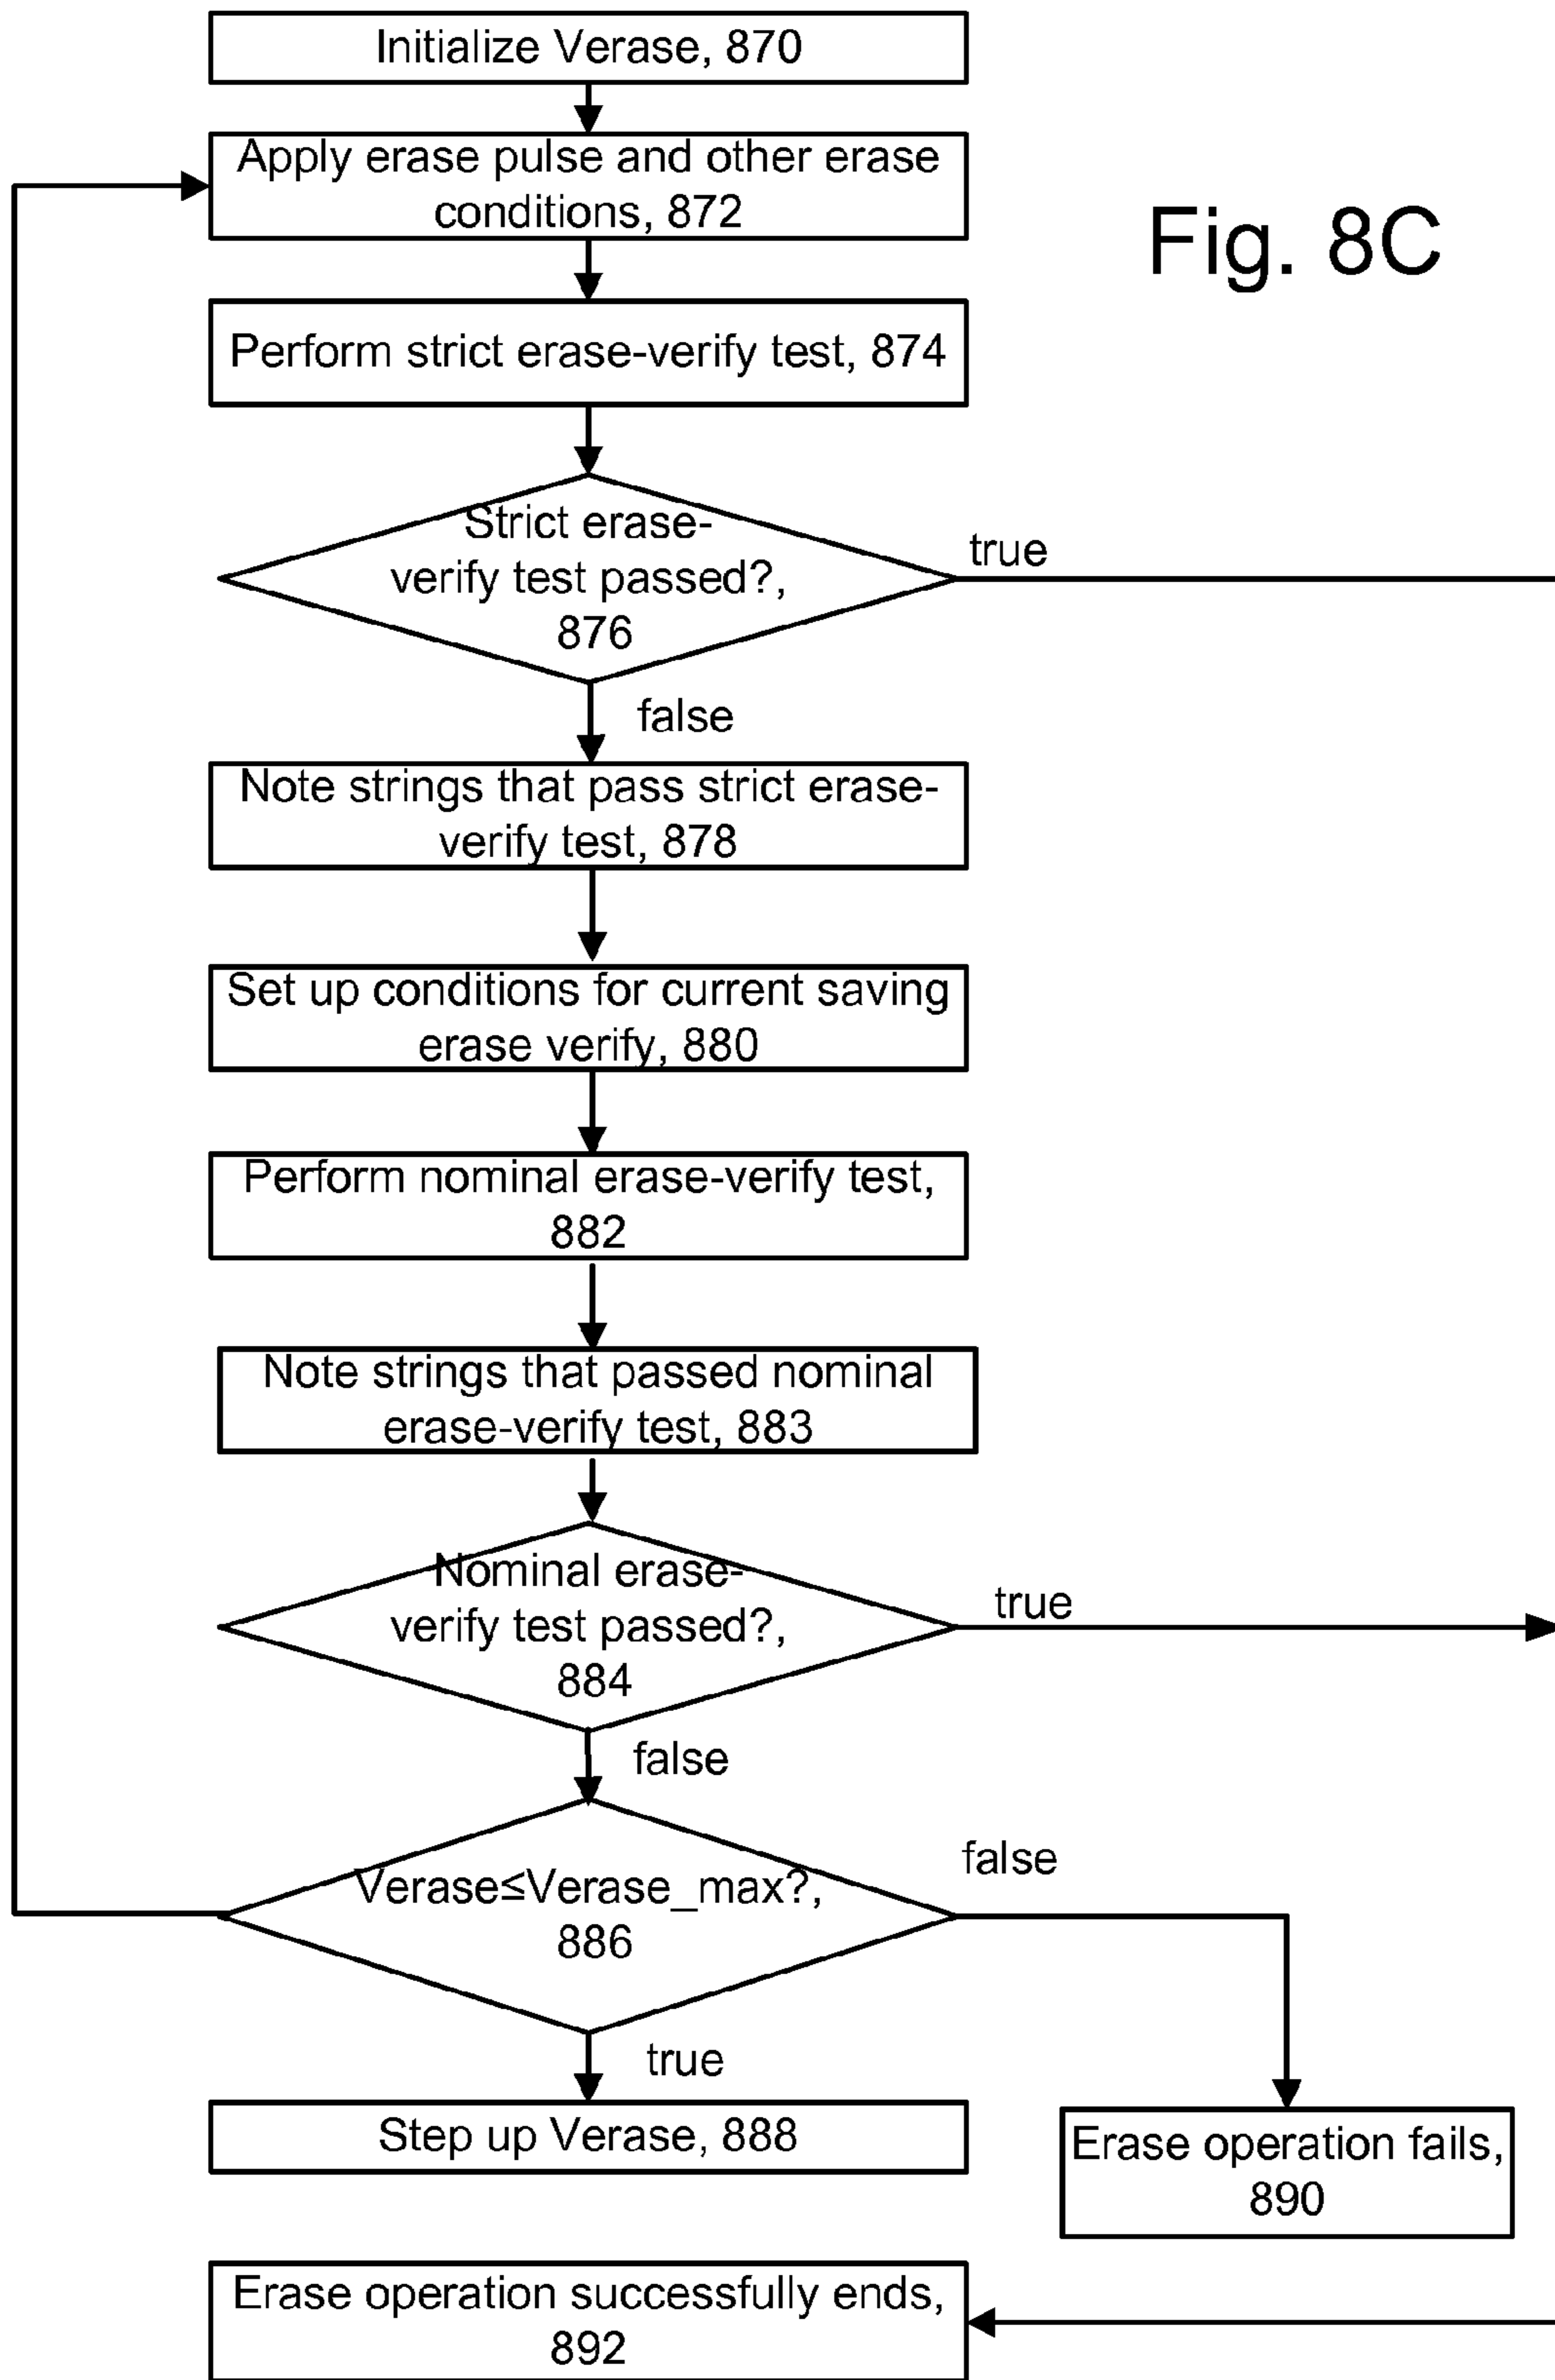 Initialize Verase, 870
Apply erase pulse and other erase
conditions, 872
Fig. 8C
Perform strict erase-verify test, 874
Strict erase-
verify test passed?,
876
true
false
Note strings that pass strict erase-
verify test, 878
Set up conditions for current saving
erase verify, 880
Perform nominal erase-verify test,
882
Note strings that passed nominal
erase-verify test, 883
Nominal erase-
verify test passed?,
884
true
false
Verase≤Verase_max?,
886
false
true
Step up Verase, 888
Erase operation fails,
890
Erase operation successfully ends,
892